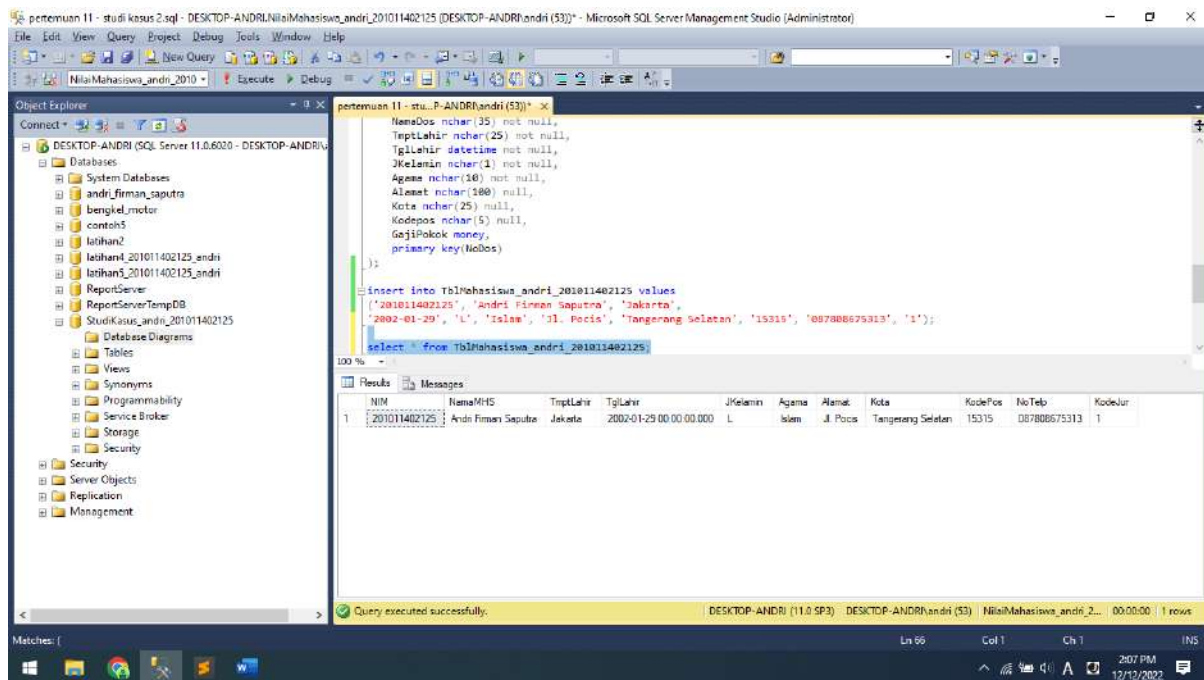 pertemuan 11 - studi kasus 2.sql - DESKTOP-ANDRI.NilaiMahasiswa_andri_201011402125 (DESKTOP-ANDRI\andri (53))* - Microsoft SQL Server Management Studio (Administrator)
File Edit View Query Project Debug Tools Window Help
New Query
NilaiMahasiswa_andri_2010 Execute Debug
Object Explorer
Connect
DESKTOP-ANDRI (SQL Server 11.0.6020 - DESKTOP-ANDRI\
Databases
System Databases
andri_firman_saputra
bengkel_motor
contoh5
latihan2
latihan4_201011402125_andri
latihan5_201011402125_andri
ReportServer
ReportServerTempDB
StudiKasus_andri_201011402125
Database Diagrams
Tables
Views
Synonyms
Programmability
Service Broker
Storage
Security
Security
Server Objects
Replication
Management
pertemuan 11 - stu...P-ANDRI\andri (53))* ×
NamaDos nchar(35) not null,
TmptLahir nchar(25) not null,
TglLahir datetime not null,
JKelamin nchar(1) not null,
Agama nchar(10) not null,
Alamat nchar(100) null,
Kota nchar(25) null,
Kodepos nchar(5) null,
GajiPokok money,
primary key(NoDos)
);
insert into TblMahasiswa_andri_201011402125 values
('201011402125', 'Andri Firman Saputra', 'Jakarta',
'2002-01-29', 'L', 'Islam', 'Jl. Pocis', 'Tangerang Selatan', '15315', '087808675313', '1');
select * from TblMahasiswa_andri_201011402125;
100 %
Results Messages
NIM NamaMHS TmptLahir TglLahir JKelamin Agama Alamat Kota KodePos NoTelp KodeJur
1 201011402125 Andri Firman Saputra Jakarta 2002-01-29 00:00:00.000 L Islam Jl. Pocis Tangerang Selatan 15315 087808675313 1
Query executed successfully. DESKTOP-ANDRI (11.0 SP3) DESKTOP-ANDRI\andri (53) NilaiMahasiswa_andri_2... 00:00:00 1 rows
Matches: ( Ln 66 Col 1 Ch 1 INS
2:07 PM
12/12/2022